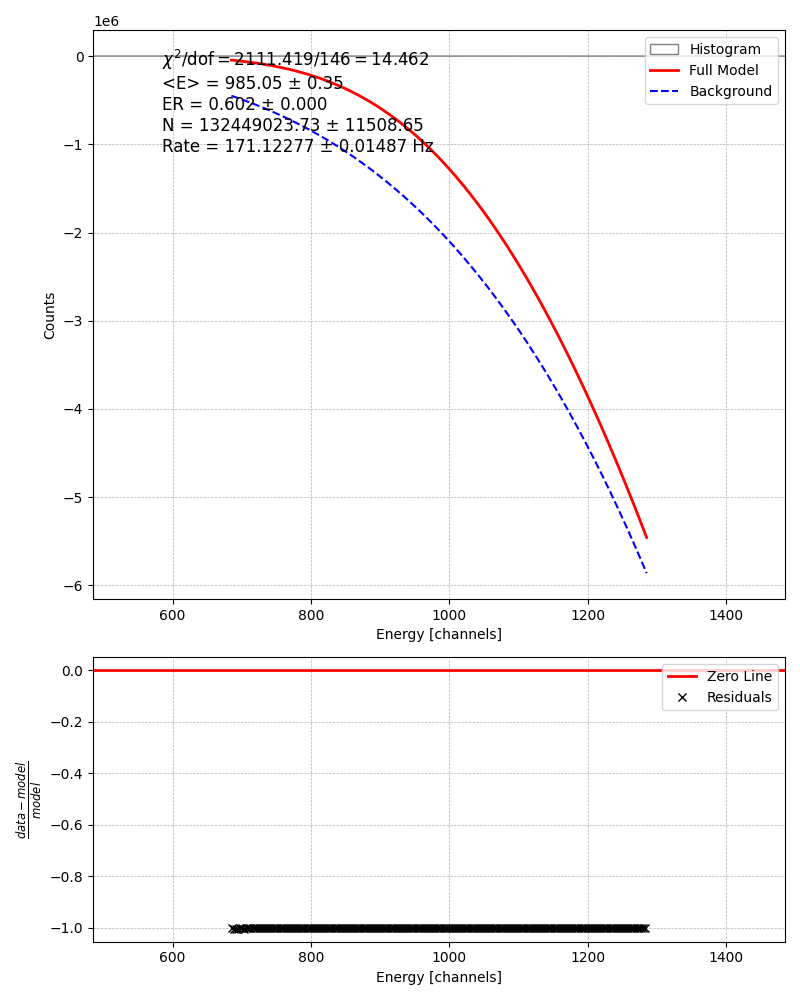 1e6
χ²/dof = 2111.419/146 = 14.462
<E> = 985.05 ± 0.35
ER = 0.602 ± 0.000
N = 132449023.73 ± 11508.65
Rate = 171.12277 ± 0.01487 Hz
Histogram
Full Model
Background
0
−1
−2
−3
−4
−5
−6
Counts
600 800 1000 1200 1400
Energy [channels]
Zero Line
Residuals
0.0
−0.2
−0.4
−0.6
−0.8
−1.0
data − model
model
600 800 1000 1200 1400
Energy [channels]